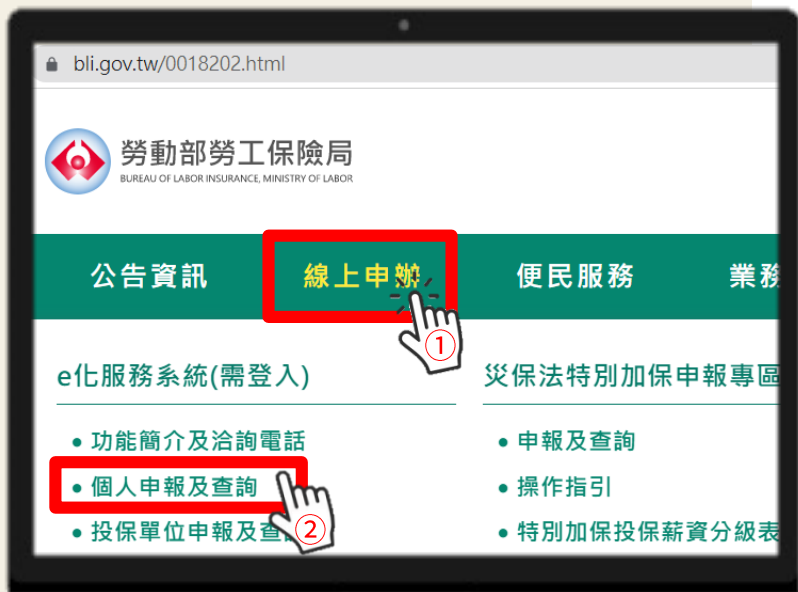 bli.gov.tw/0018202.html
勞動部勞工保險局
BUREAU OF LABOR INSURANCE, MINISTRY OF LABOR
公告資訊 線上申辦 便民服務 業務
①
e化服務系統(需登入) 災保法特別加保申報專區
• 功能簡介及洽詢電話 • 申報及查詢
• 個人申報及查詢 • 操作指引
• 投保單位申報及查 • 特別加保投保薪資分級表
②